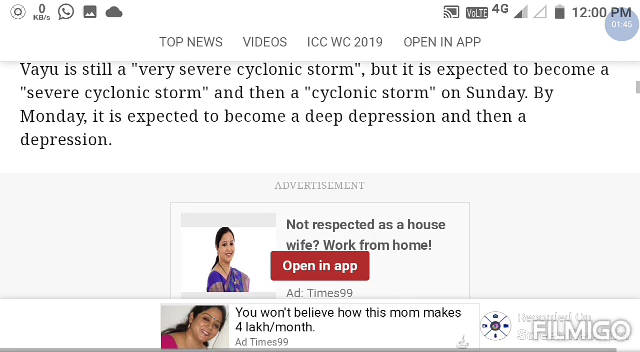 0
KB/s
VoLTE
4G
12:00 PM
01:45
TOP NEWS
VIDEOS
ICC WC 2019
OPEN IN APP
Vayu is still a "very severe cyclonic storm", but it is expected to become a
"severe cyclonic storm" and then a "cyclonic storm" on Sunday. By
Monday, it is expected to become a deep depression and then a
depression.
ADVERTISEMENT
Not respected as a house
wife? Work from home!
Open in app
Ad: Times99
You won't believe how this mom makes
4 lakh/month.
Ad Times99
Recorded On
FILMIGO